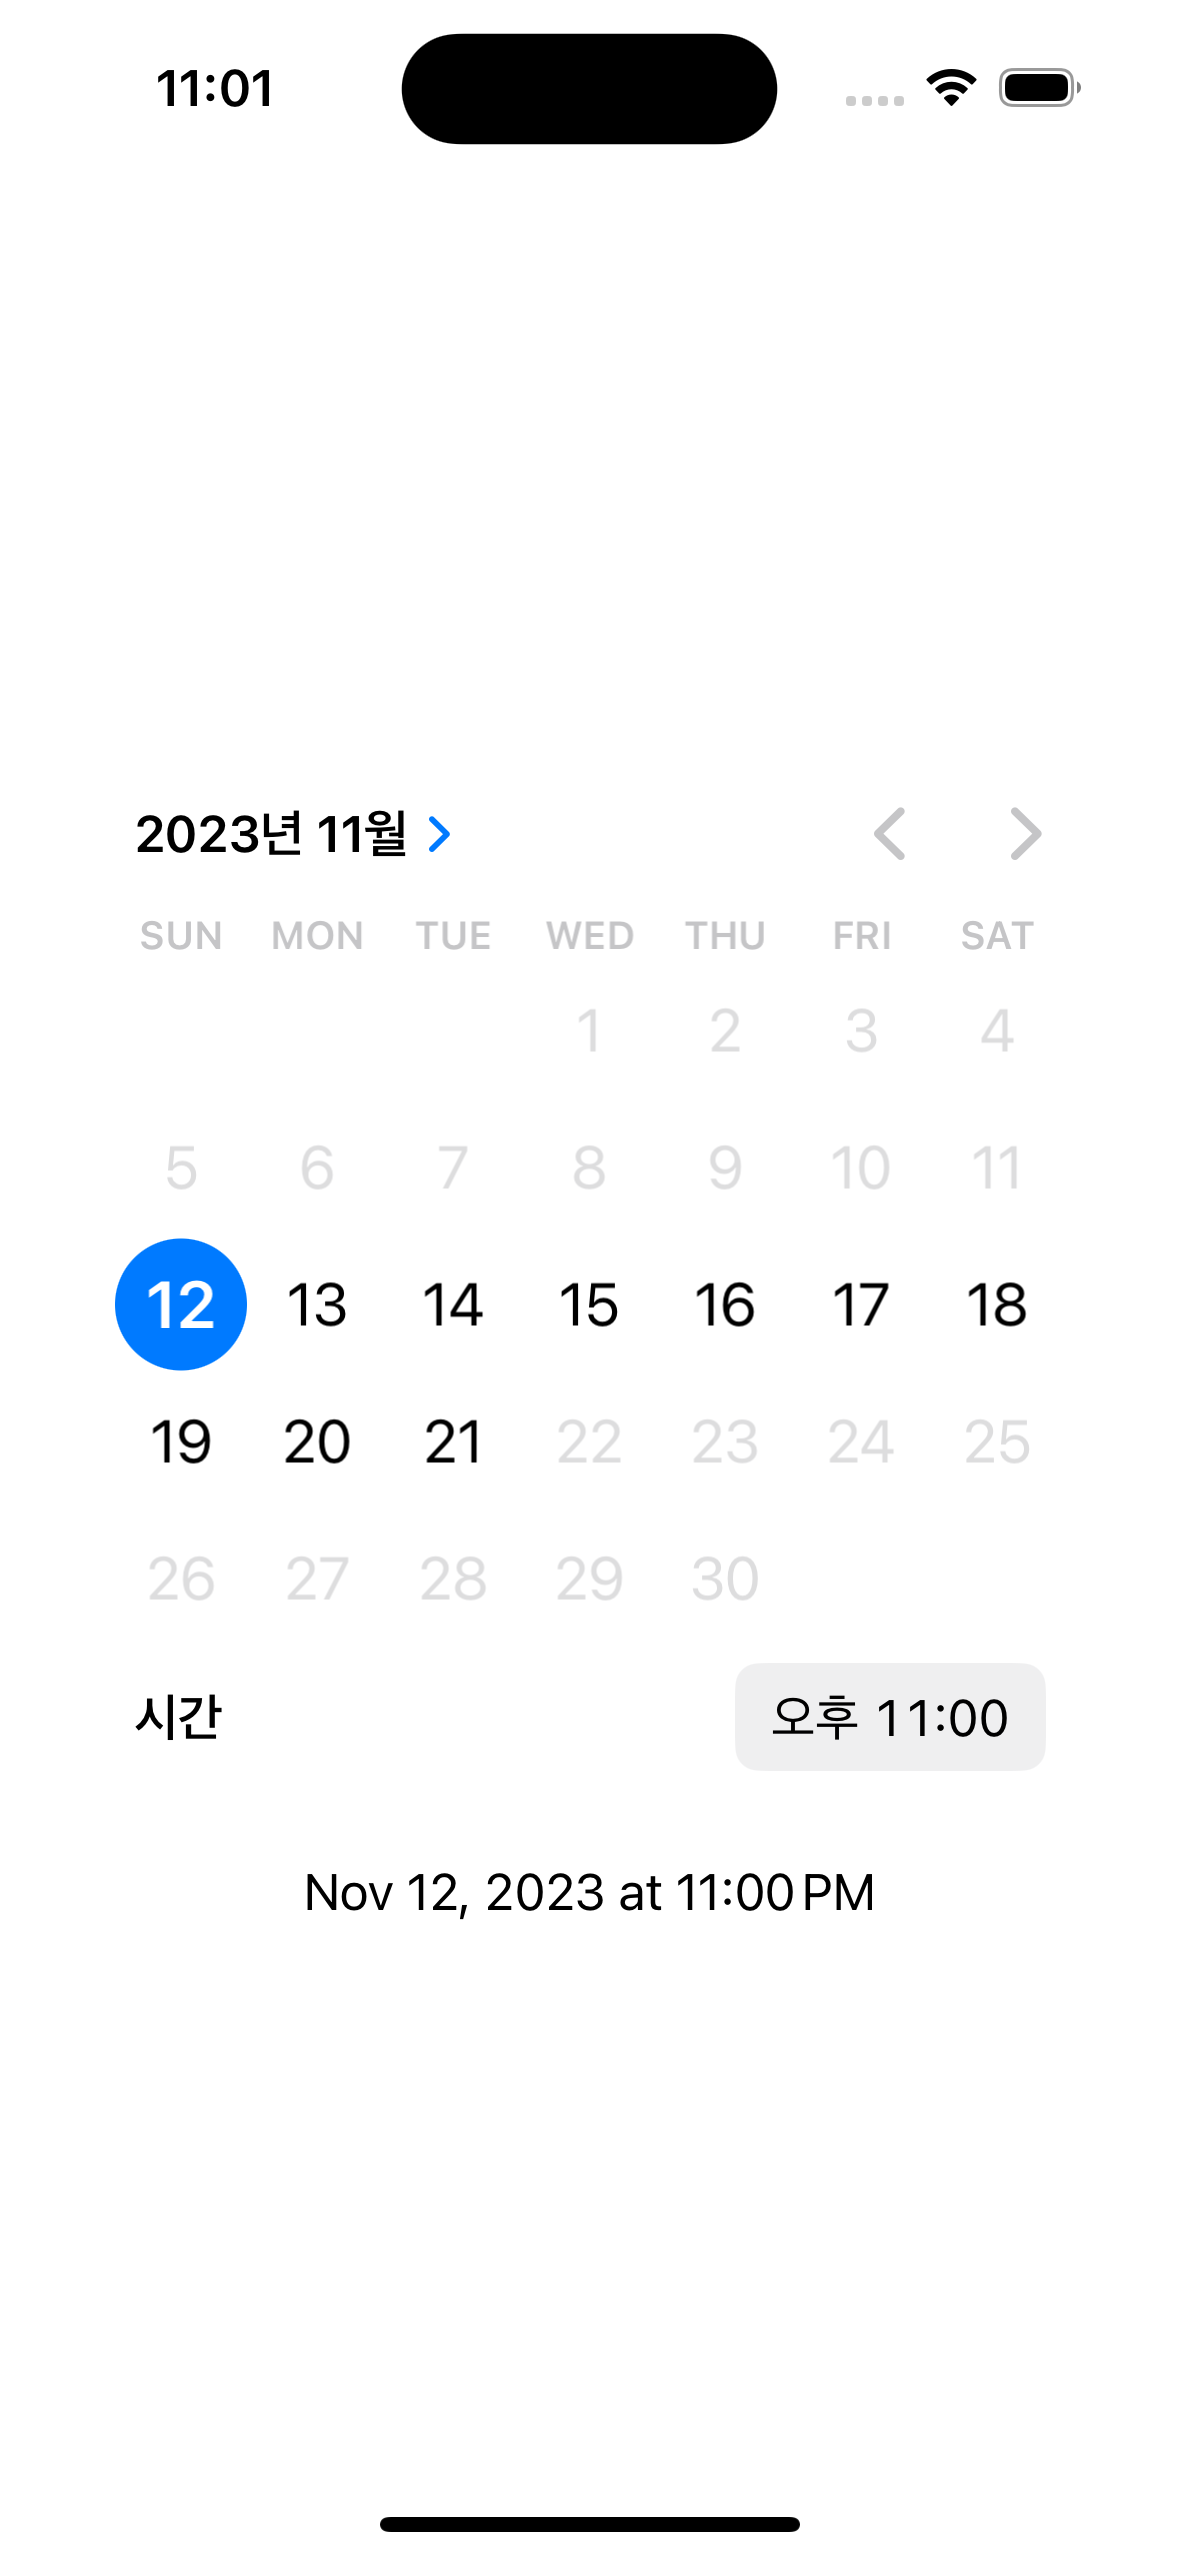 11:01
2023년 11월
SUN MON TUE WED THU FRI SAT
1 2 3 4
5 6 7 8 9 10 11
12 13 14 15 16 17 18
19 20 21 22 23 24 25
26 27 28 29 30
시간 오후 11:00
Nov 12, 2023 at 11:00 PM